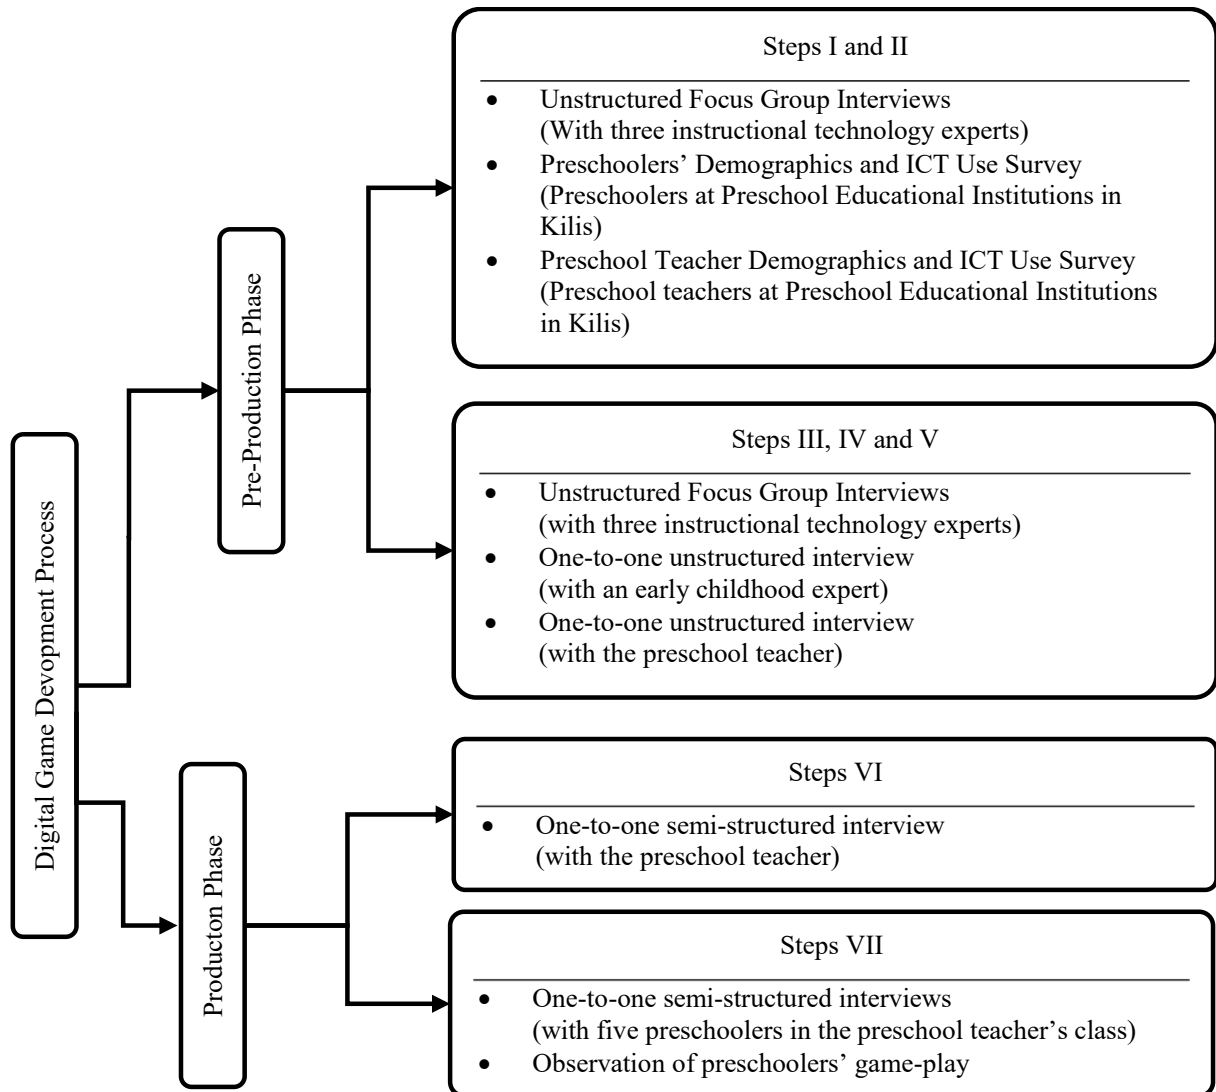 Digital Game Devopment Process
Pre-Production Phase
Steps I and II
• Unstructured Focus Group Interviews
(With three instructional technology experts)
• Preschoolers’ Demographics and ICT Use Survey
(Preschoolers at Preschool Educational Institutions in
Kilis)
• Preschool Teacher Demographics and ICT Use Survey
(Preschool teachers at Preschool Educational Institutions
in Kilis)
Steps III, IV and V
• Unstructured Focus Group Interviews
(with three instructional technology experts)
• One-to-one unstructured interview
(with an early childhood expert)
• One-to-one unstructured interview
(with the preschool teacher)
Producton Phase
Steps VI
• One-to-one semi-structured interview
(with the preschool teacher)
Steps VII
• One-to-one semi-structured interviews
(with five preschoolers in the preschool teacher’s class)
• Observation of preschoolers’ game-play